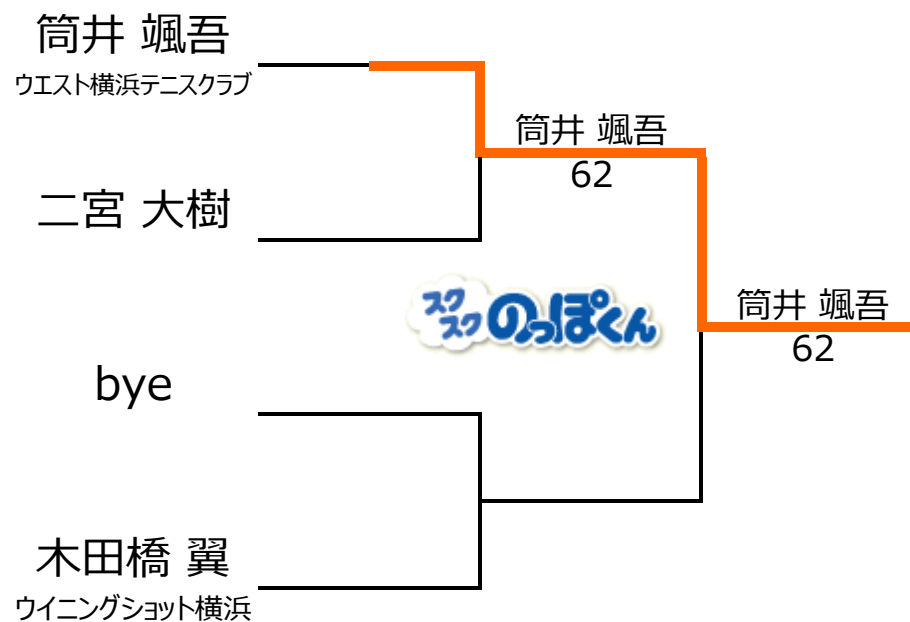 筒井 颯吾
ウエスト横浜テニスクラブ
筒井 颯吾
62
二宮 大樹
スク
スク
のっぽくん
筒井 颯吾
62
bye
木田橋 翼
ウイニングショット横浜